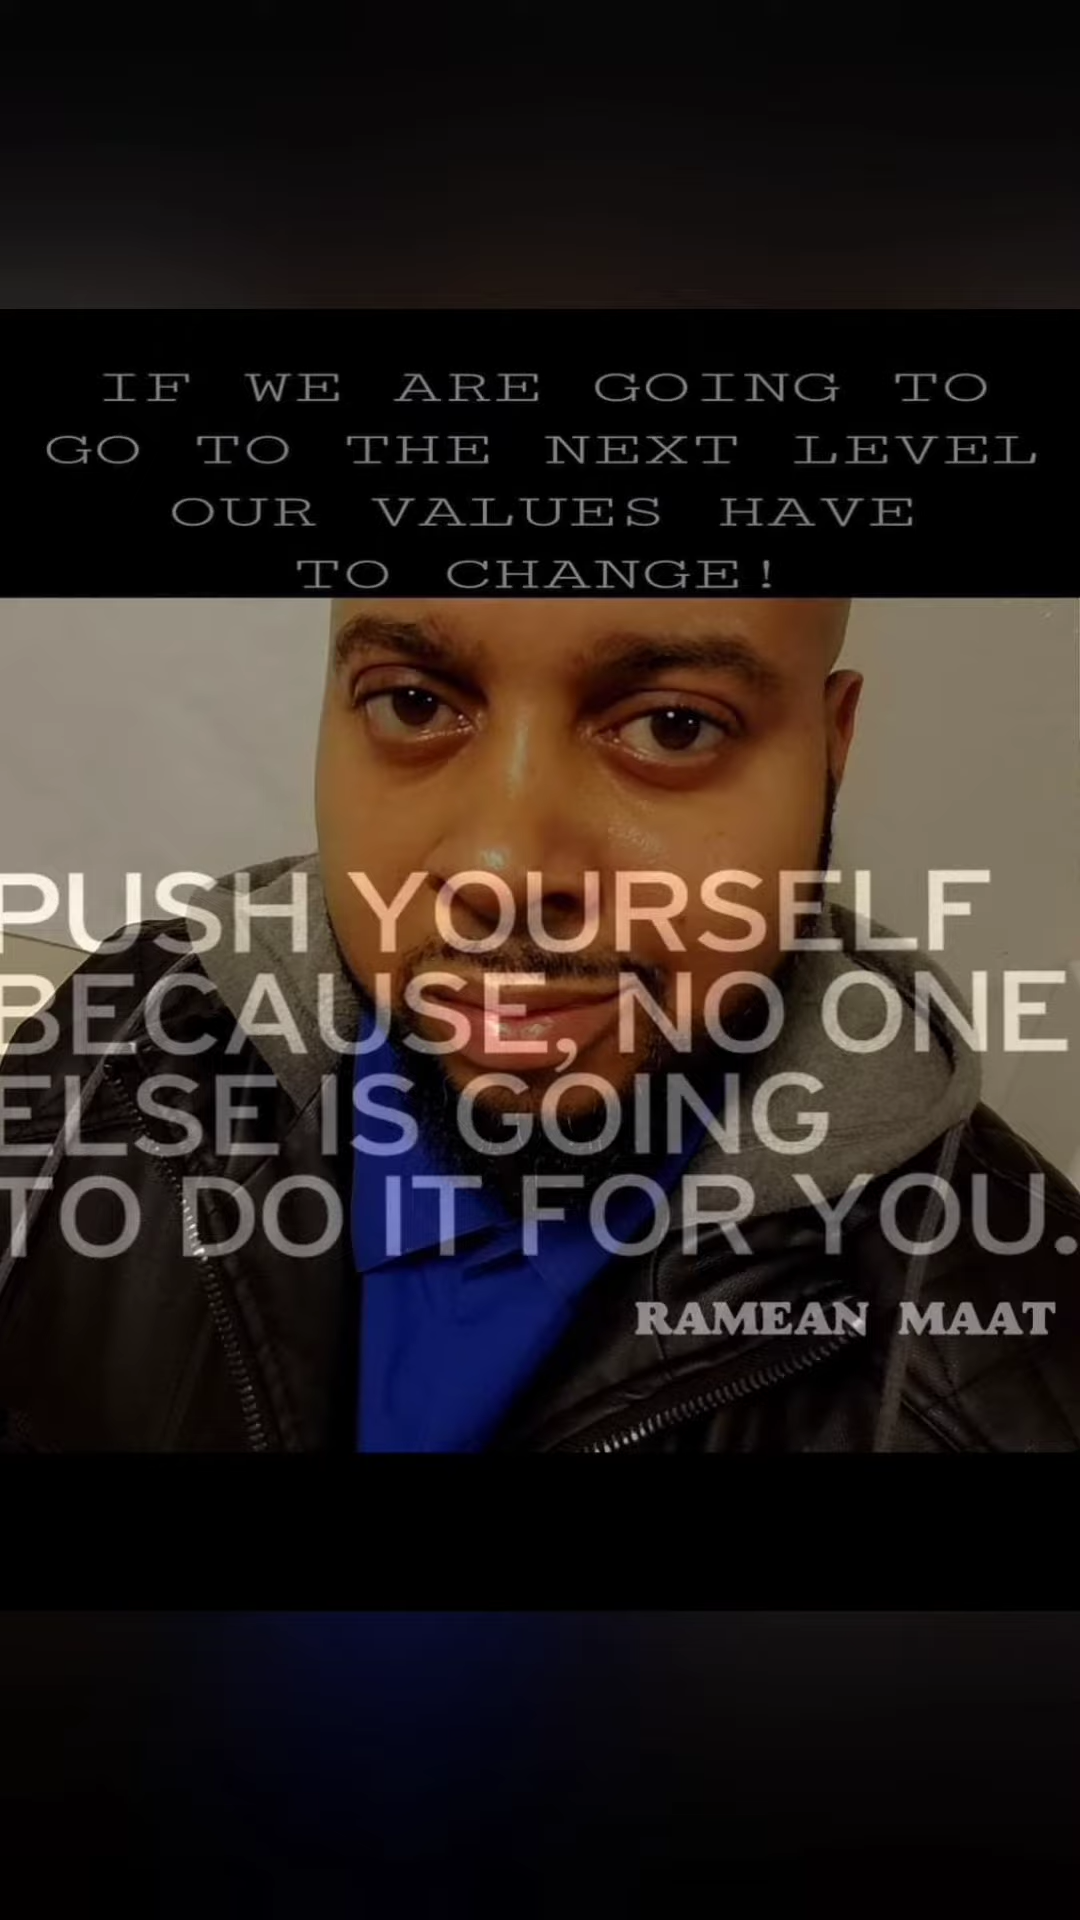 IF WE ARE GOING TO
GO TO THE NEXT LEVEL
OUR VALUES HAVE
TO CHANGE!
PUSH YOURSELF
BECAUSE, NO ONE
ELSE IS GOING
TO DO IT FOR YOU.
RAMEAN MAAT